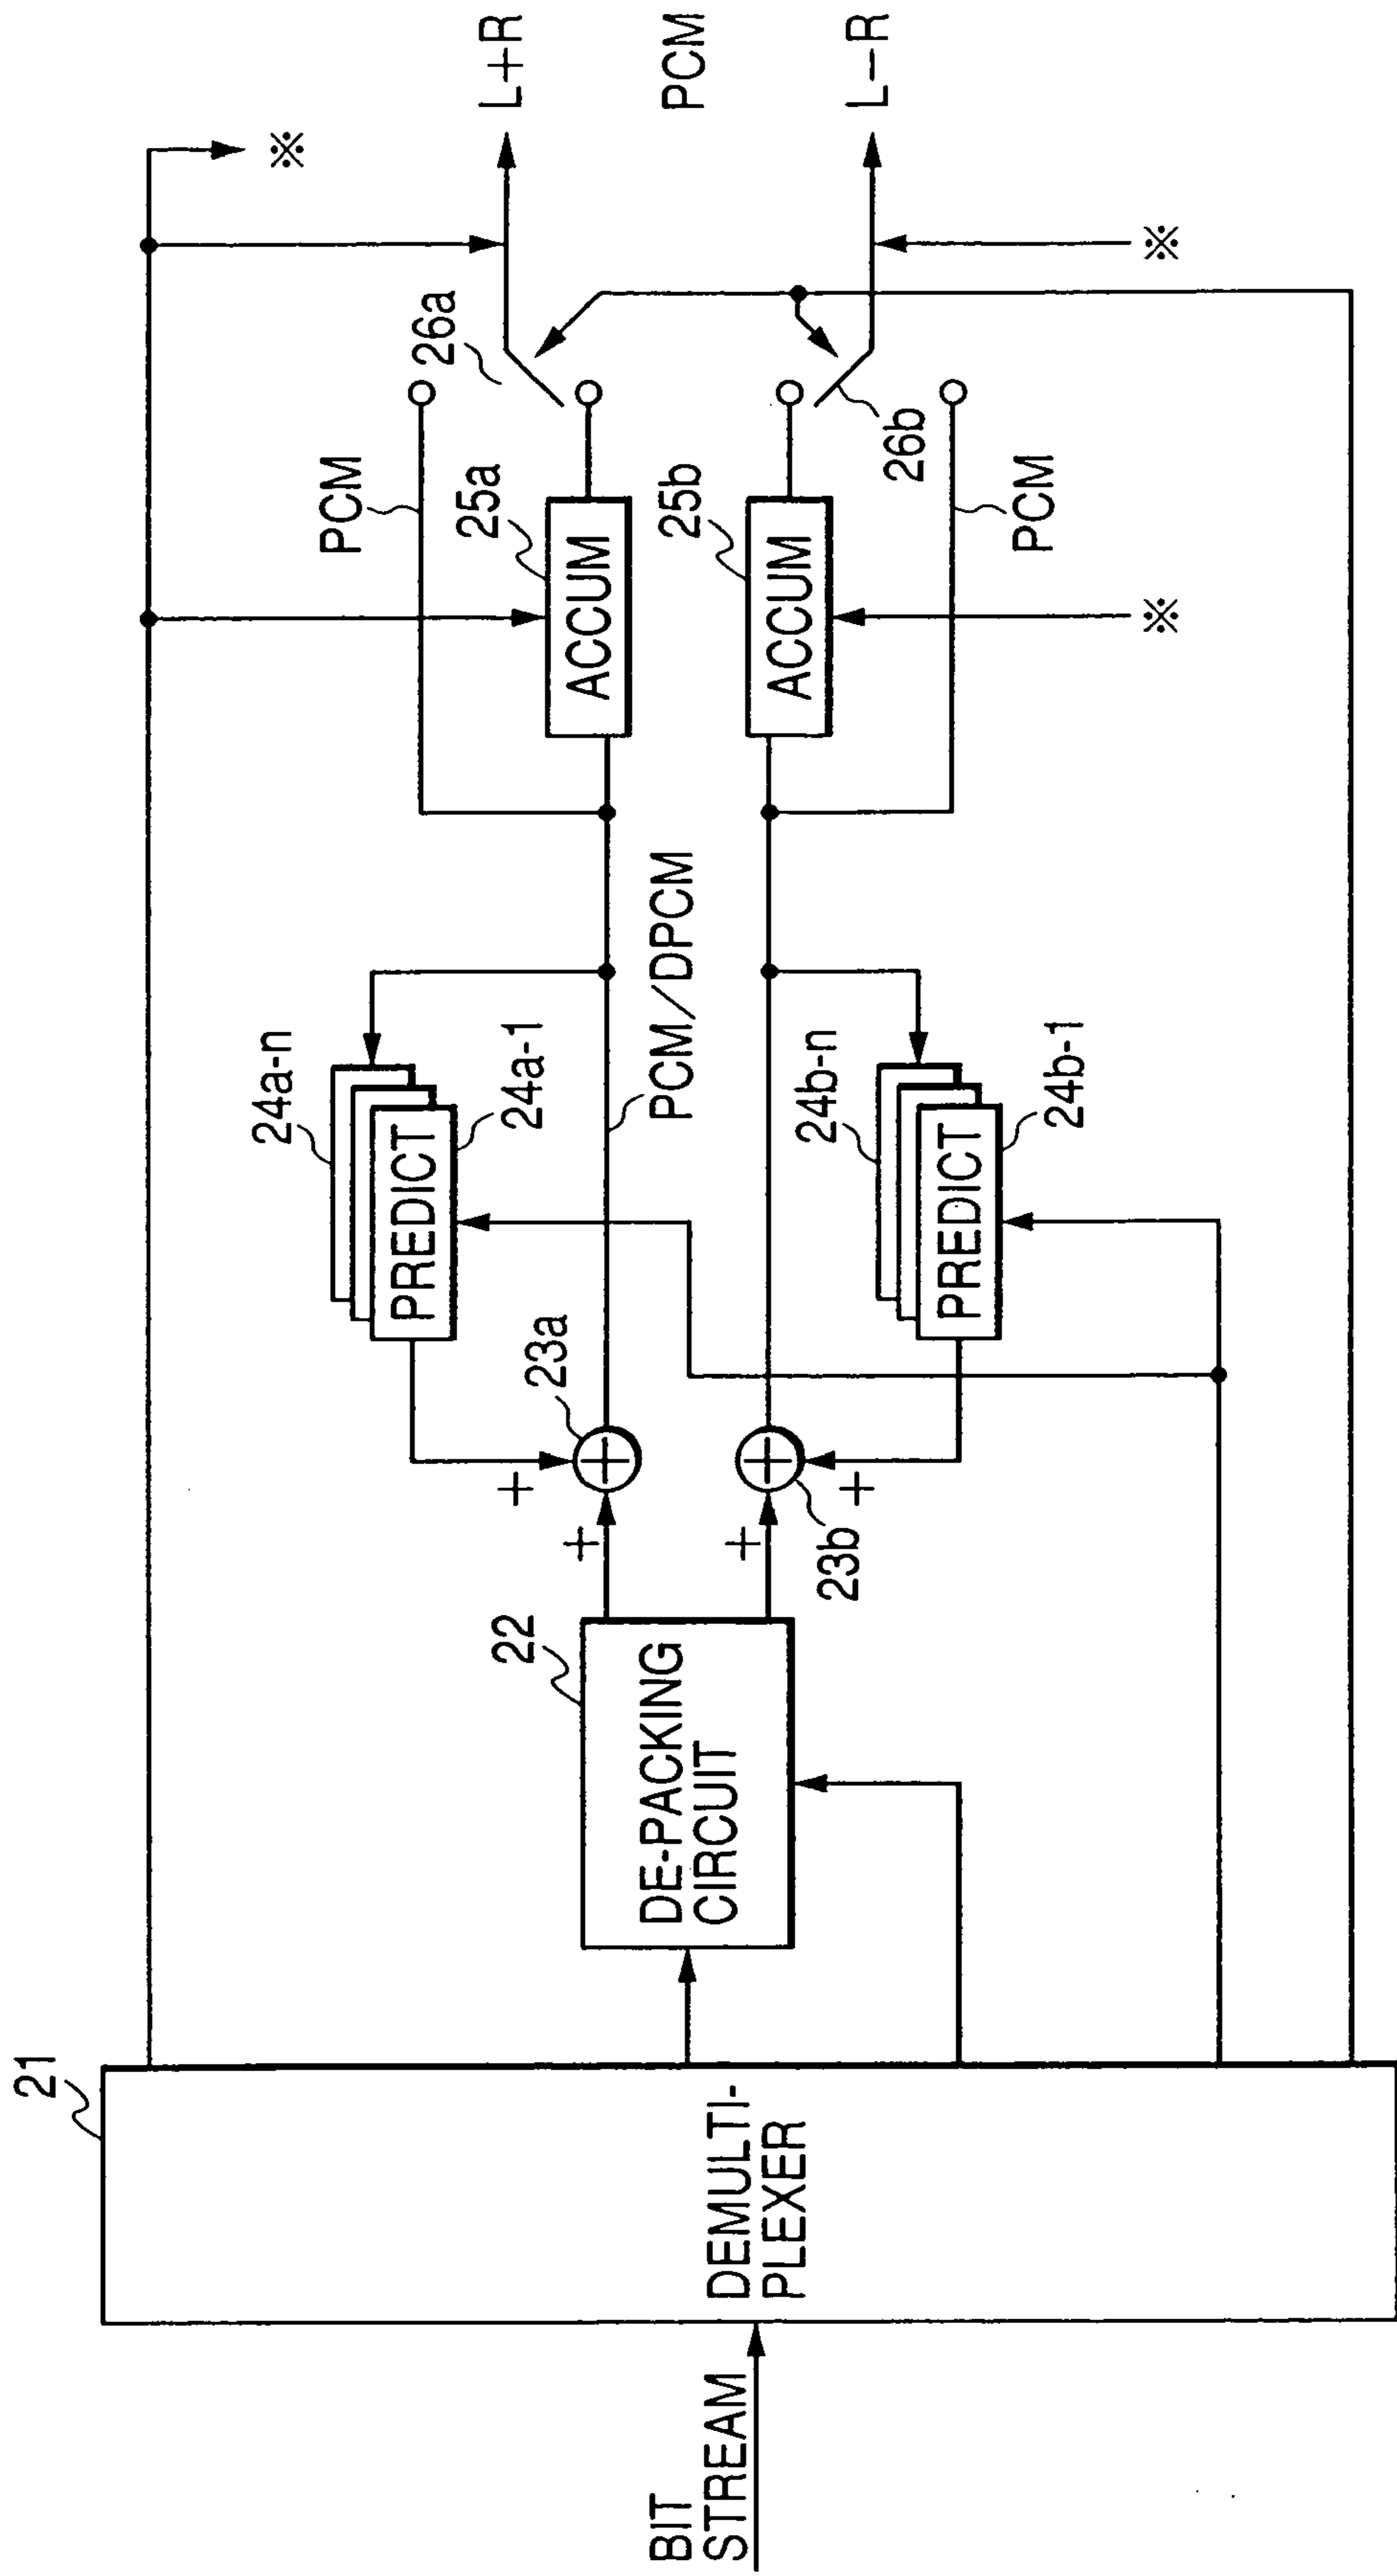 BIT
STREAM
21
DEMULTI-
PLEXER
22
DE-PACKING
CIRCUIT
+
+
23a
+
+
23b
24a-n
PREDICT
24a-1
PCM/DPCM
24b-n
PREDICT
24b-1
PCM
25a
ACCUM
25b
ACCUM
PCM
26a
26b
※
※
※
※
L+R
PCM
L-R